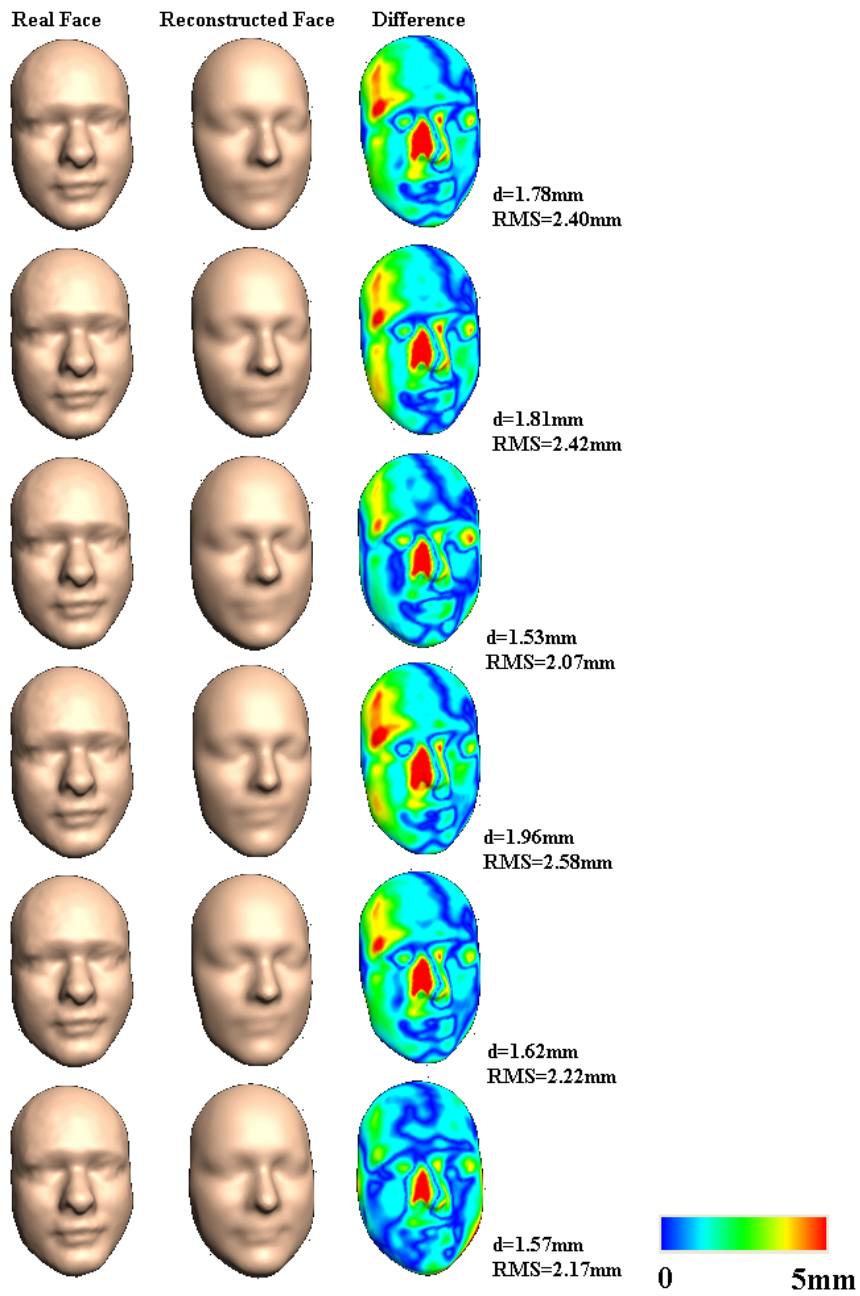 Real Face Reconstructed Face Difference
d=1.78mm
RMS=2.40mm
d=1.81mm
RMS=2.42mm
d=1.53mm
RMS=2.07mm
d=1.96mm
RMS=2.58mm
d=1.62mm
RMS=2.22mm
d=1.57mm
RMS=2.17mm
0 5mm